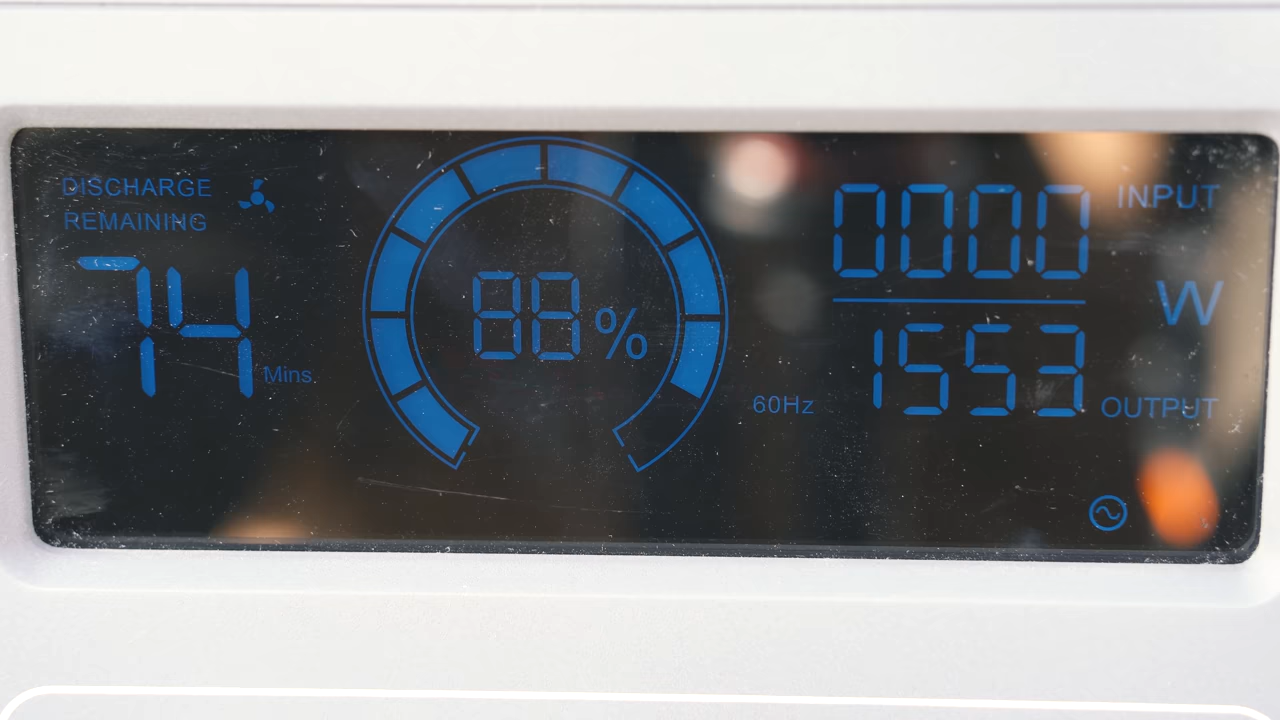 DISCHARGE
REMAINING
74 Mins
88%
0000 INPUT
W
60Hz
1553 OUTPUT